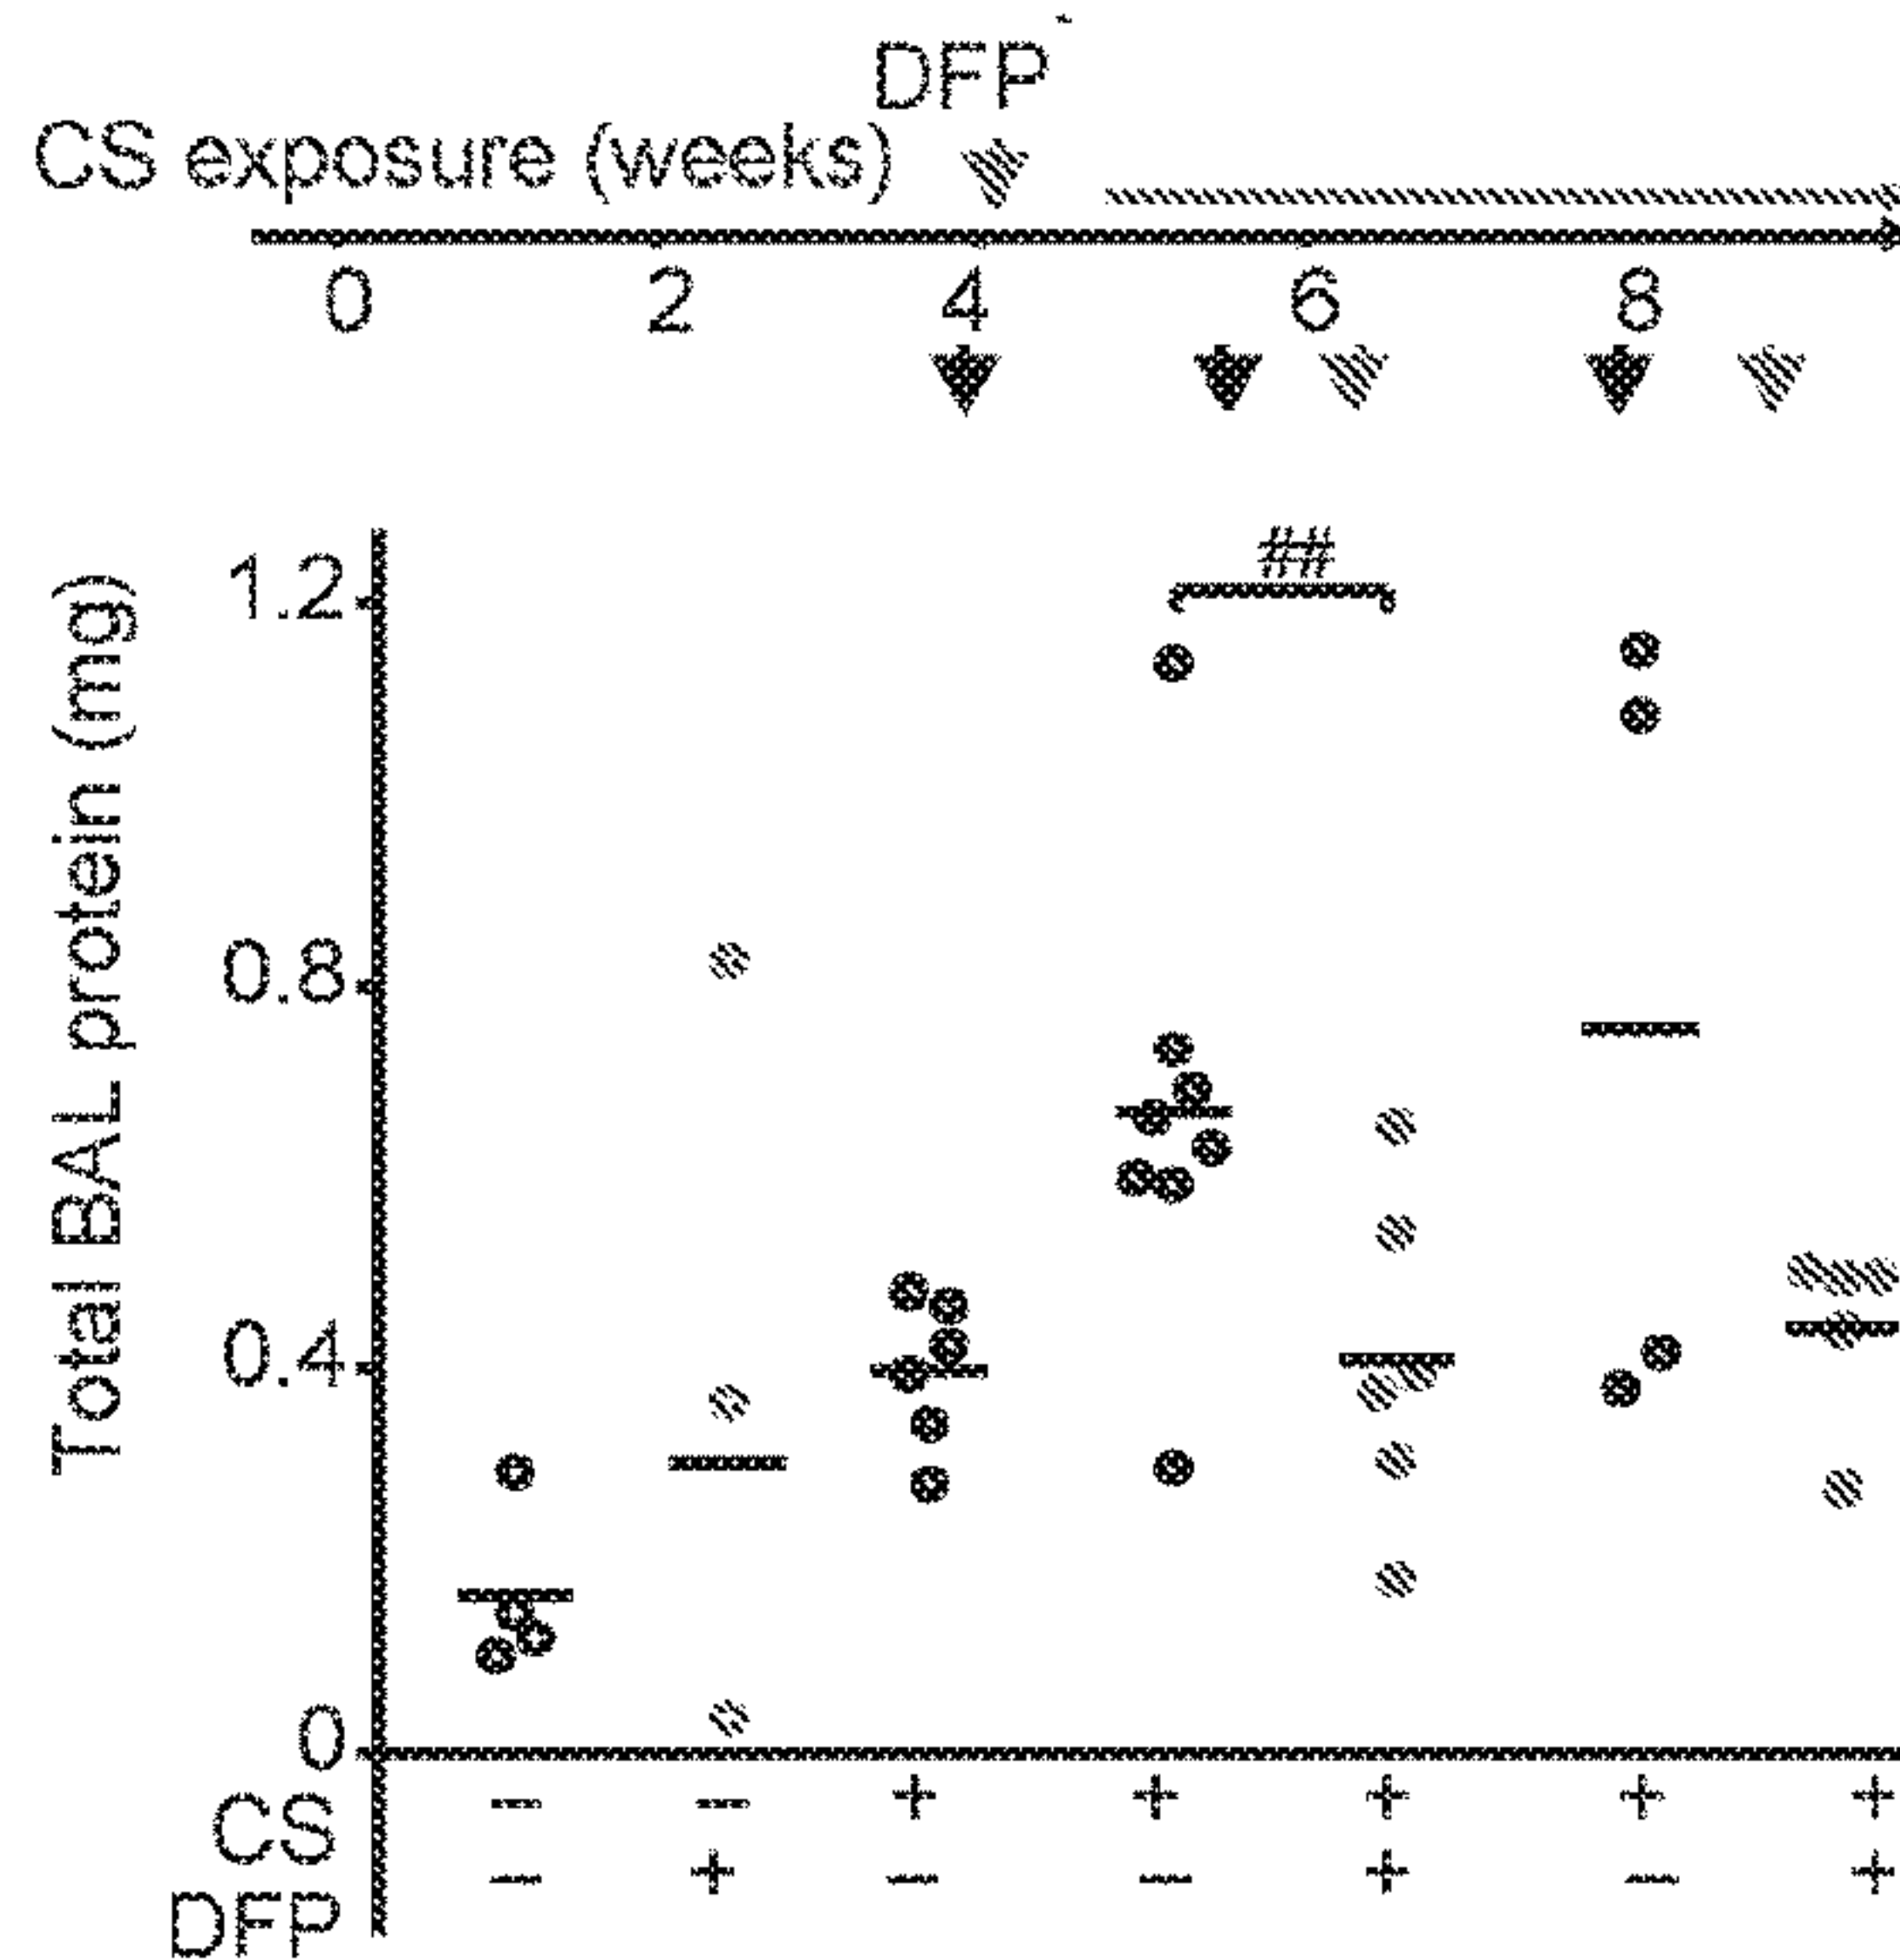 DFP
CS exposure (weeks)
0 2 4 6 8
##
Total BAL protein (mg)
1.2
0.8
0.4
0
CS − − + + + + +
DFP − + − − + − +